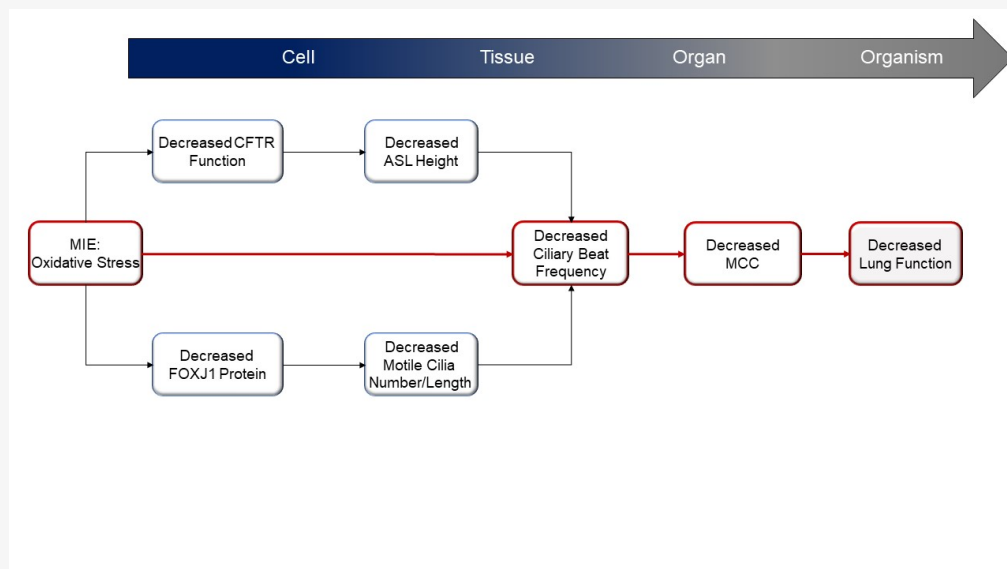 Cell Tissue Organ Organism
Decreased CFTR
Function
Decreased
ASL Height
MIE:
Oxidative Stress
Decreased
Ciliary Beat
Frequency
Decreased
MCC
Decreased
Lung Function
Decreased
FOXJ1 Protein
Decreased
Motile Cilia
Number/Length